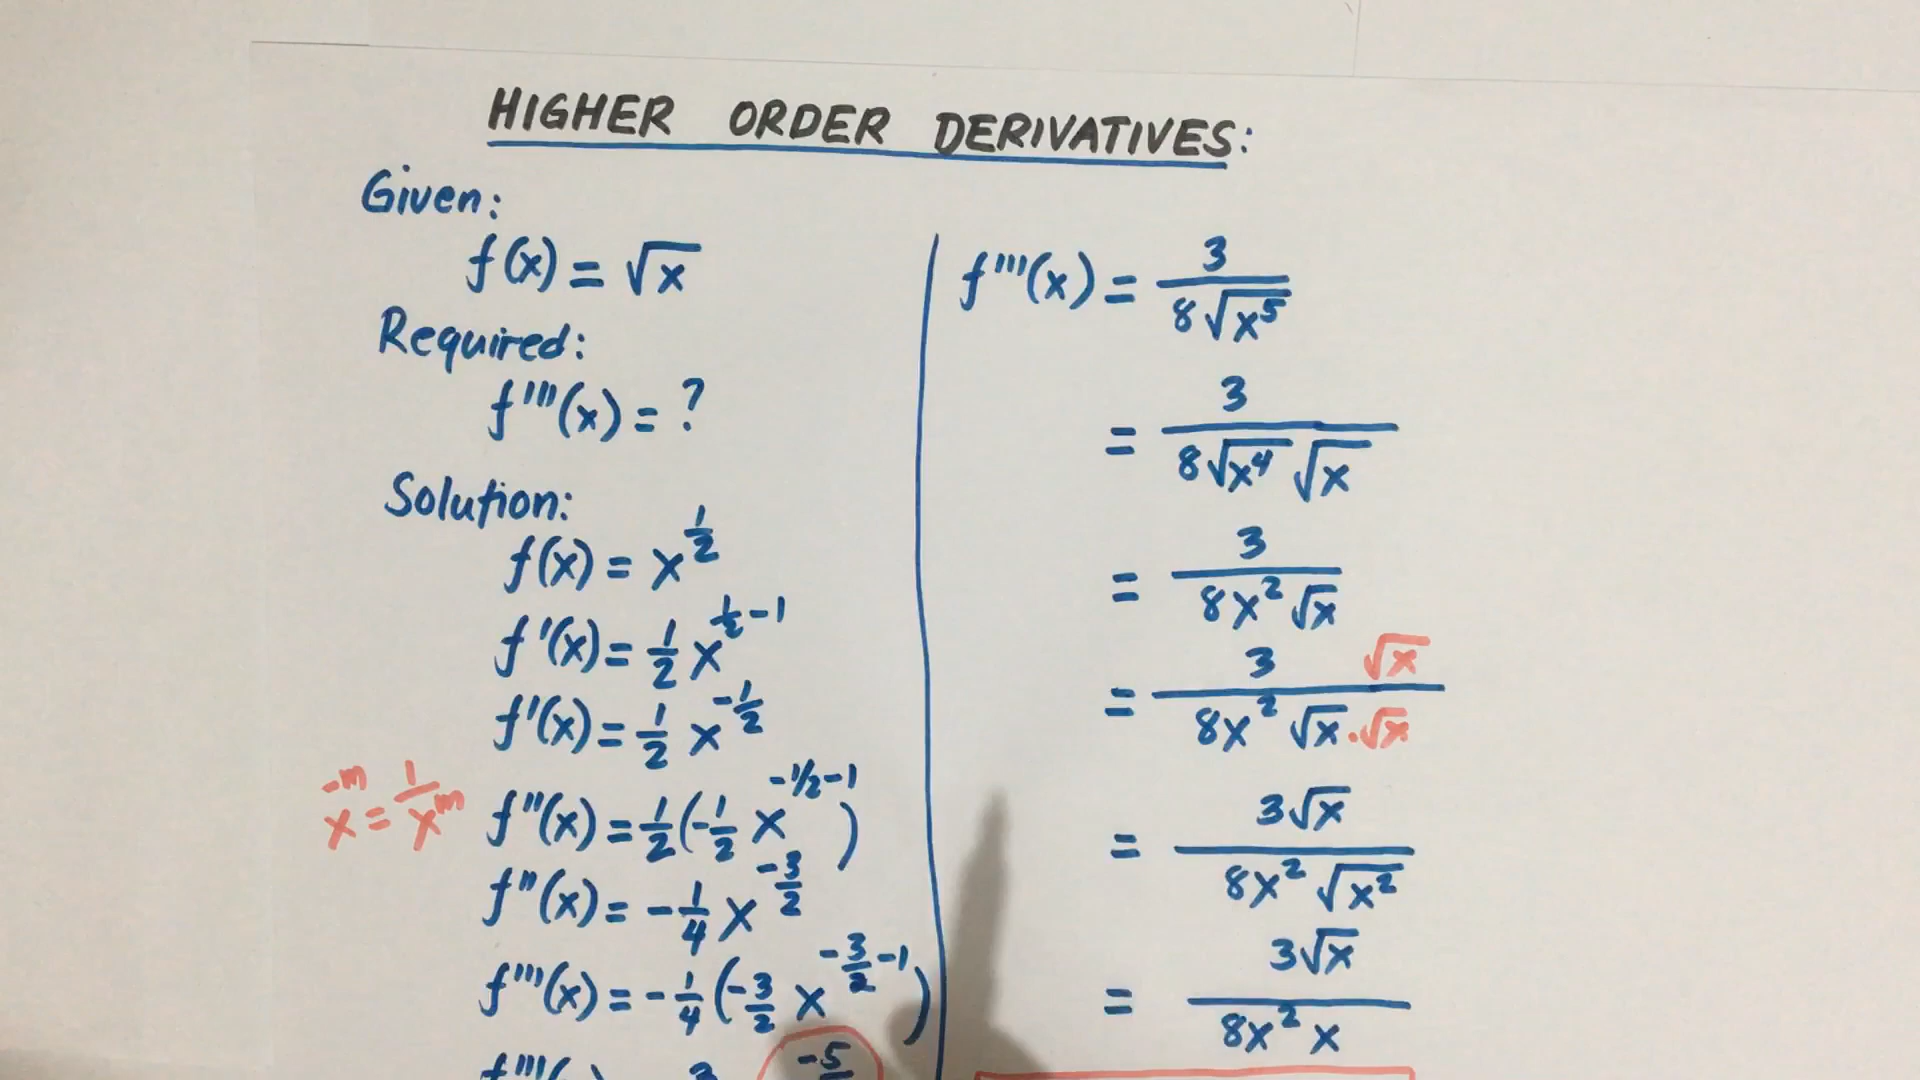 HIGHER ORDER DERIVATIVES:
Given:
f(x) = √x
Required:
f'''(x) = ?
Solution:
f(x) = x^(1/2)
f'(x) = 1/2 x^(1/2 - 1)
f'(x) = 1/2 x^(-1/2)
x^(-m) = 1/x^m
f''(x) = 1/2 (-1/2 x^(-1/2 - 1))
f''(x) = -1/4 x^(-3/2)
f'''(x) = -1/4 (-3/2 x^(-3/2 - 1))
f'''(x) = 3/(8√x^5)
= 3/(8√x^4 √x)
= 3/(8x^2 √x)
= 3 √x/(8x^2 √x · √x)
= 3√x/(8x^2 √x^2)
= 3√x/(8x^2 x)